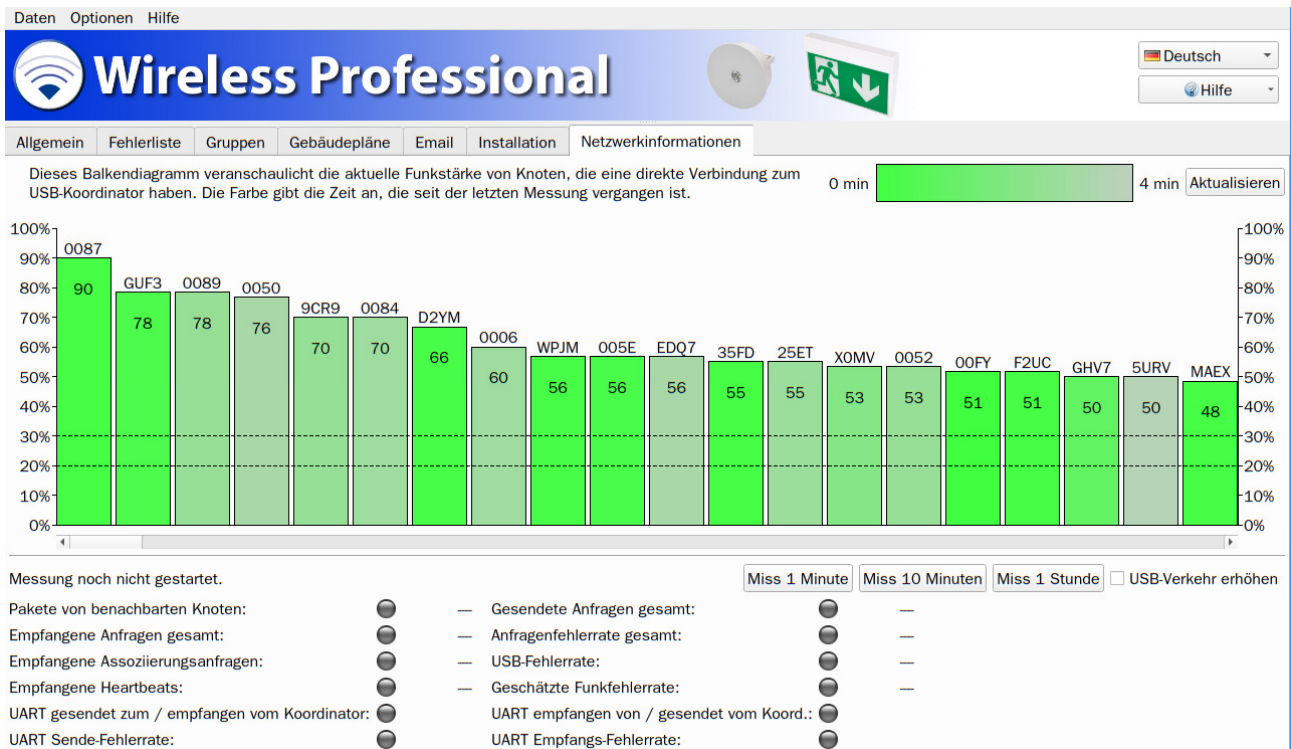 Daten Optionen Hilfe
Wireless Professional
Deutsch
Hilfe
Allgemein Fehlerliste Gruppen Gebäudepläne Email Installation Netzwerkinformationen
Dieses Balkendiagramm veranschaulicht die aktuelle Funkstärke von Knoten, die eine direkte Verbindung zum
USB-Koordinator haben. Die Farbe gibt die Zeit an, die seit der letzten Messung vergangen ist.
0 min 4 min Aktualisieren
100% 100%
90% 90%
80% 80%
70% 70%
60% 60%
50% 50%
40% 40%
30% 30%
20% 20%
10% 10%
0% 0%
0087 GUF3 0089 0050 9CR9 0084 D2YM 0006 WPJM 005E EDQ7 35FD 25ET X0MV 0052 00FY F2UC GHV7 5URV MAEX
90 78 78 76 70 70 66 60 56 56 56 55 55 53 53 51 51 50 50 48
Messung noch nicht gestartet. Miss 1 Minute Miss 10 Minuten Miss 1 Stunde USB-Verkehr erhöhen
Pakete von benachbarten Knoten: --- Gesendete Anfragen gesamt: ---
Empfangene Anfragen gesamt: --- Anfragenfehlerrate gesamt: ---
Empfangene Assoziierungsanfragen: --- USB-Fehlerrate: ---
Empfangene Heartbeats: --- Geschätzte Funkfehlerrate: ---
UART gesendet zum / empfangen vom Koordinator: UART empfangen von / gesendet vom Koord.:
UART Sende-Fehlerrate: UART Empfangs-Fehlerrate: